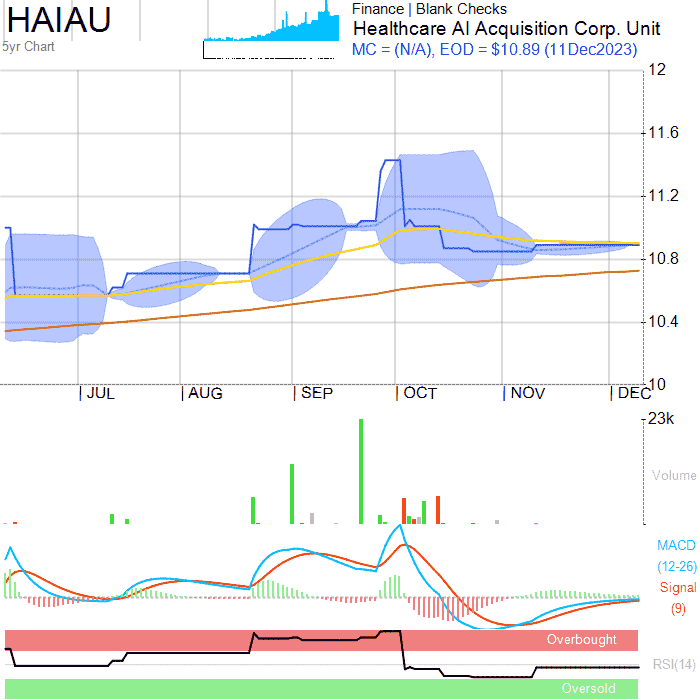 HAIAU
Finance | Blank Checks
Healthcare AI Acquisition Corp. Unit
5yr Chart
MC = (N/A), EOD = $10.89 (11Dec2023)
12
11.6
11.2
10.8
10.4
10
| JUL
| AUG
| SEP
| OCT
| NOV
| DEC
23k
Volume
MACD
(12-26)
Signal
(9)
Overbought
RSI(14)
Oversold